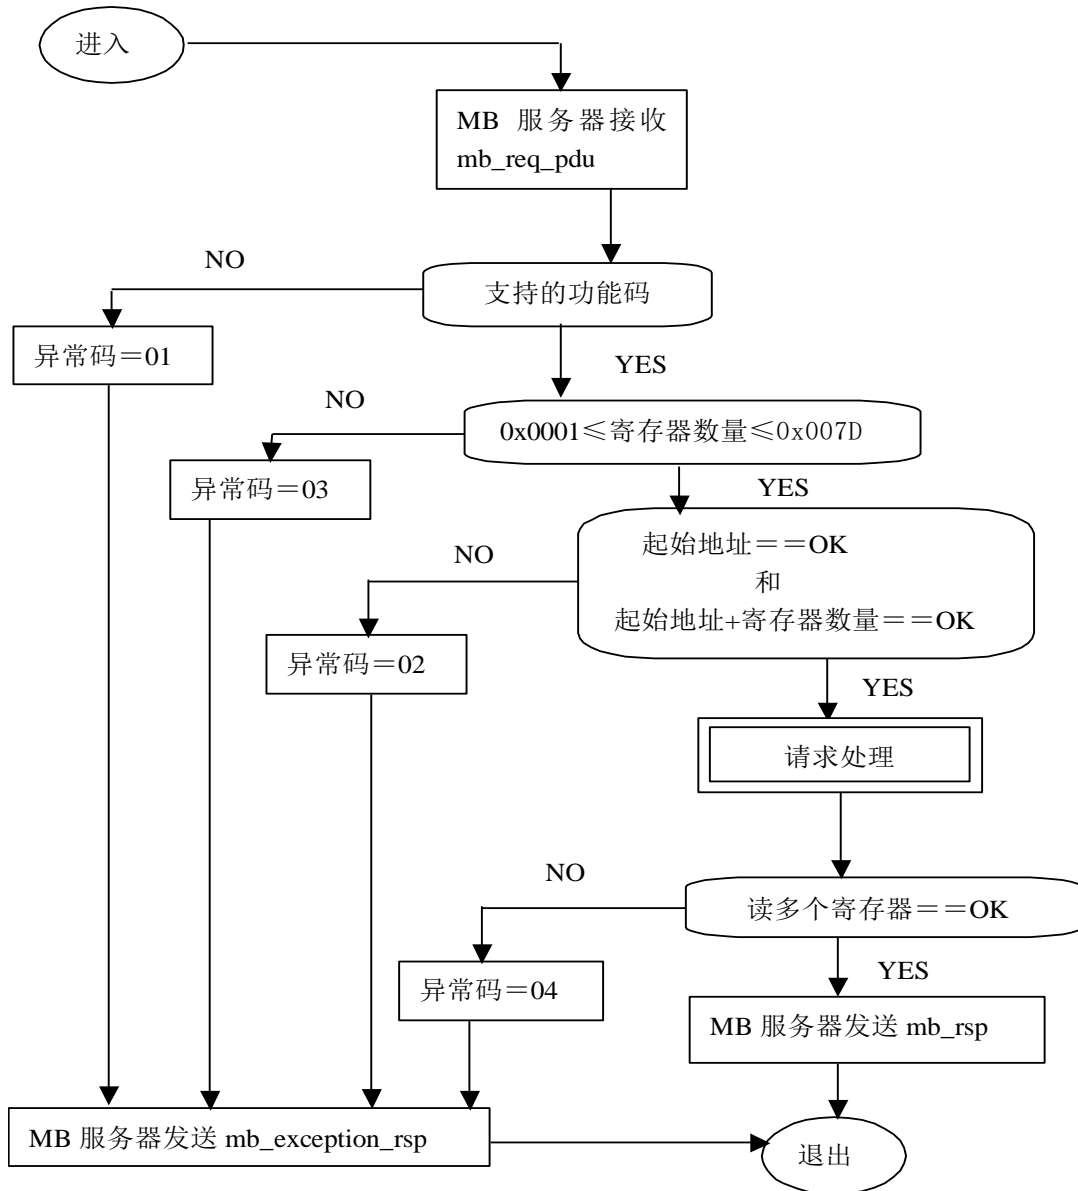 进入
MB 服务器接收
mb_req_pdu
NO
支持的功能码
异常码＝01
YES
NO
0x0001≤寄存器数量≤0x007D
异常码＝03
YES
起始地址＝＝OK
NO
和
起始地址+寄存器数量＝＝OK
异常码＝02
YES
请求处理
NO
读多个寄存器＝＝OK
YES
异常码＝04
MB 服务器发送 mb_rsp
MB 服务器发送 mb_exception_rsp
退出